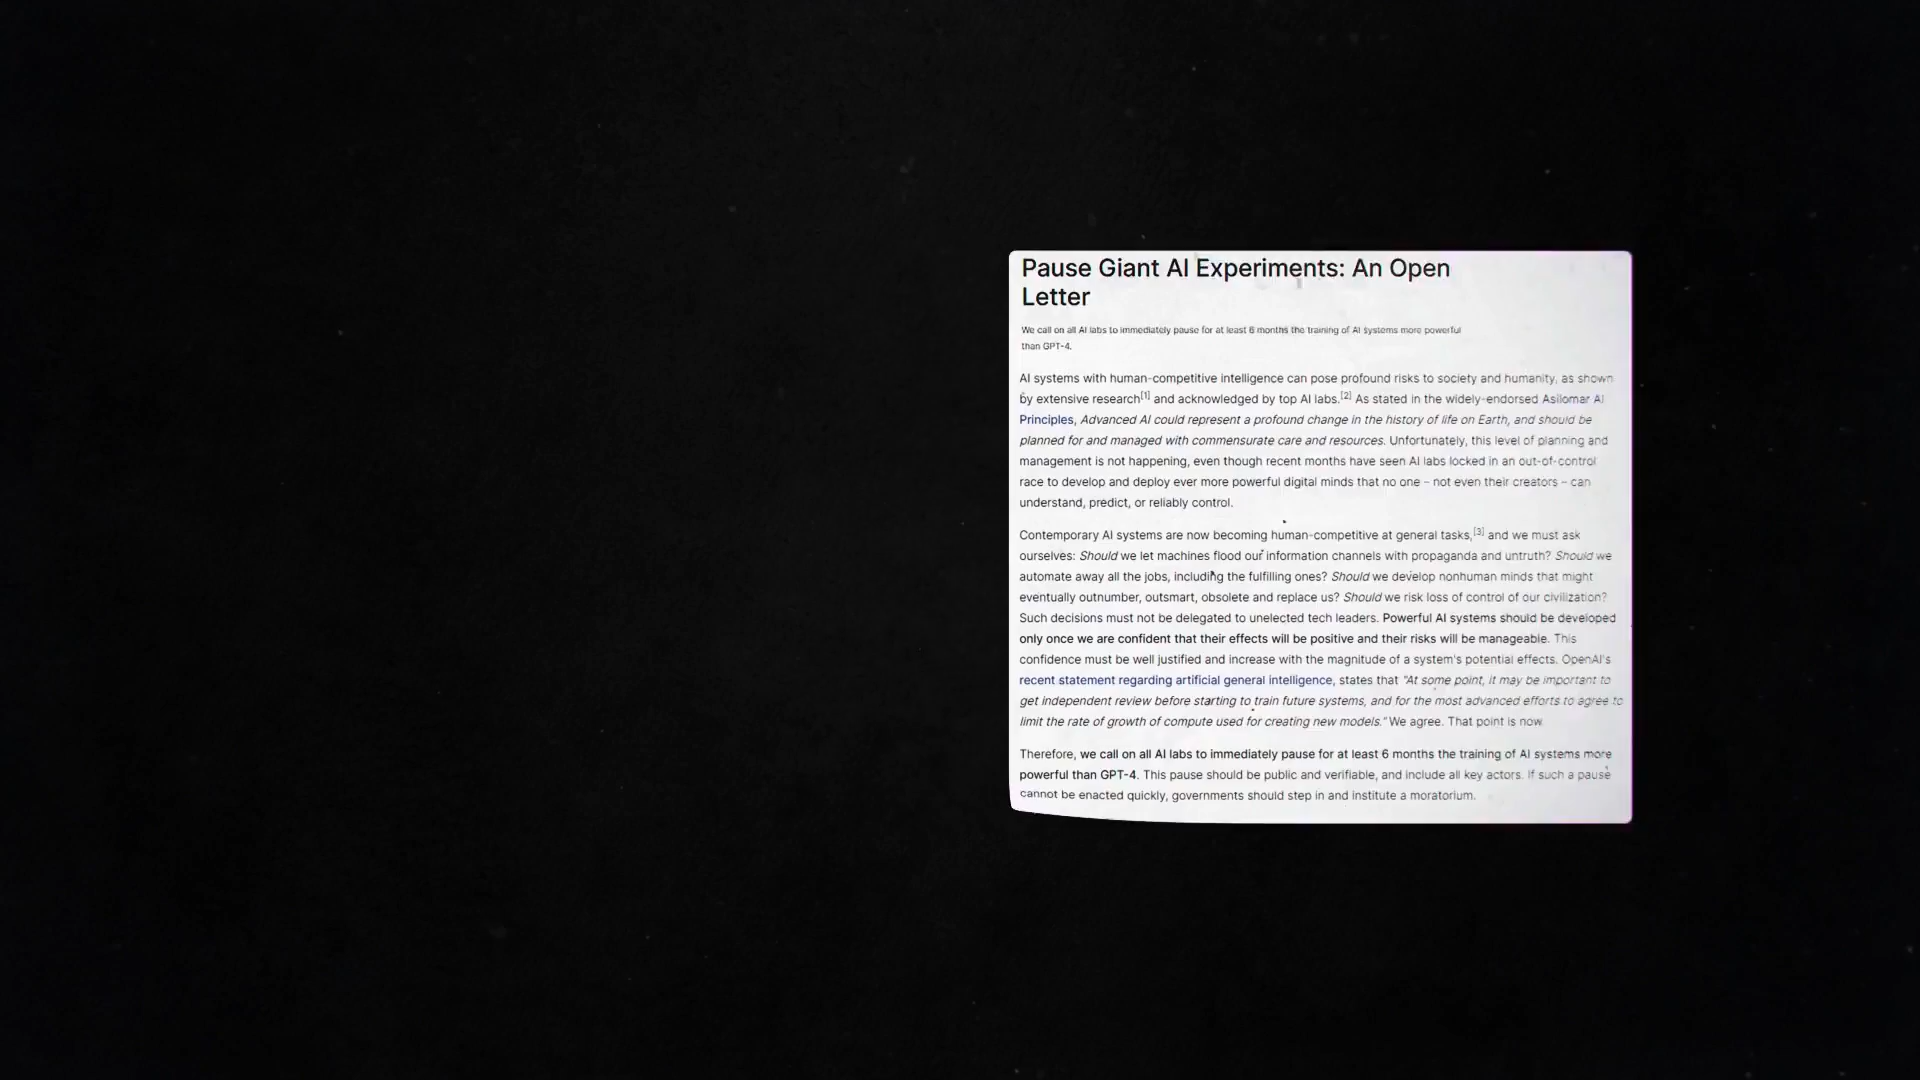 Pause Giant AI Experiments: An Open
Letter
We call on all AI labs to immediately pause for at least 6 months the training of AI systems more powerful
than GPT-4.
AI systems with human-competitive intelligence can pose profound risks to society and humanity, as shown
by extensive research[1] and acknowledged by top AI labs.[2] As stated in the widely-endorsed Asilomar AI
Principles, Advanced AI could represent a profound change in the history of life on Earth, and should be
planned for and managed with commensurate care and resources. Unfortunately, this level of planning and
management is not happening, even though recent months have seen AI labs locked in an out-of-control
race to develop and deploy ever more powerful digital minds that no one – not even their creators – can
understand, predict, or reliably control.
Contemporary AI systems are now becoming human-competitive at general tasks,[3] and we must ask
ourselves: Should we let machines flood our information channels with propaganda and untruth? Should we
automate away all the jobs, including the fulfilling ones? Should we develop nonhuman minds that might
eventually outnumber, outsmart, obsolete and replace us? Should we risk loss of control of our civilization?
Such decisions must not be delegated to unelected tech leaders. Powerful AI systems should be developed
only once we are confident that their effects will be positive and their risks will be manageable. This
confidence must be well justified and increase with the magnitude of a system's potential effects. OpenAI's
recent statement regarding artificial general intelligence, states that "At some point, it may be important to
get independent review before starting to train future systems, and for the most advanced efforts to agree to
limit the rate of growth of compute used for creating new models." We agree. That point is now.
Therefore, we call on all AI labs to immediately pause for at least 6 months the training of AI systems more
powerful than GPT-4. This pause should be public and verifiable, and include all key actors. If such a pause
cannot be enacted quickly, governments should step in and institute a moratorium.